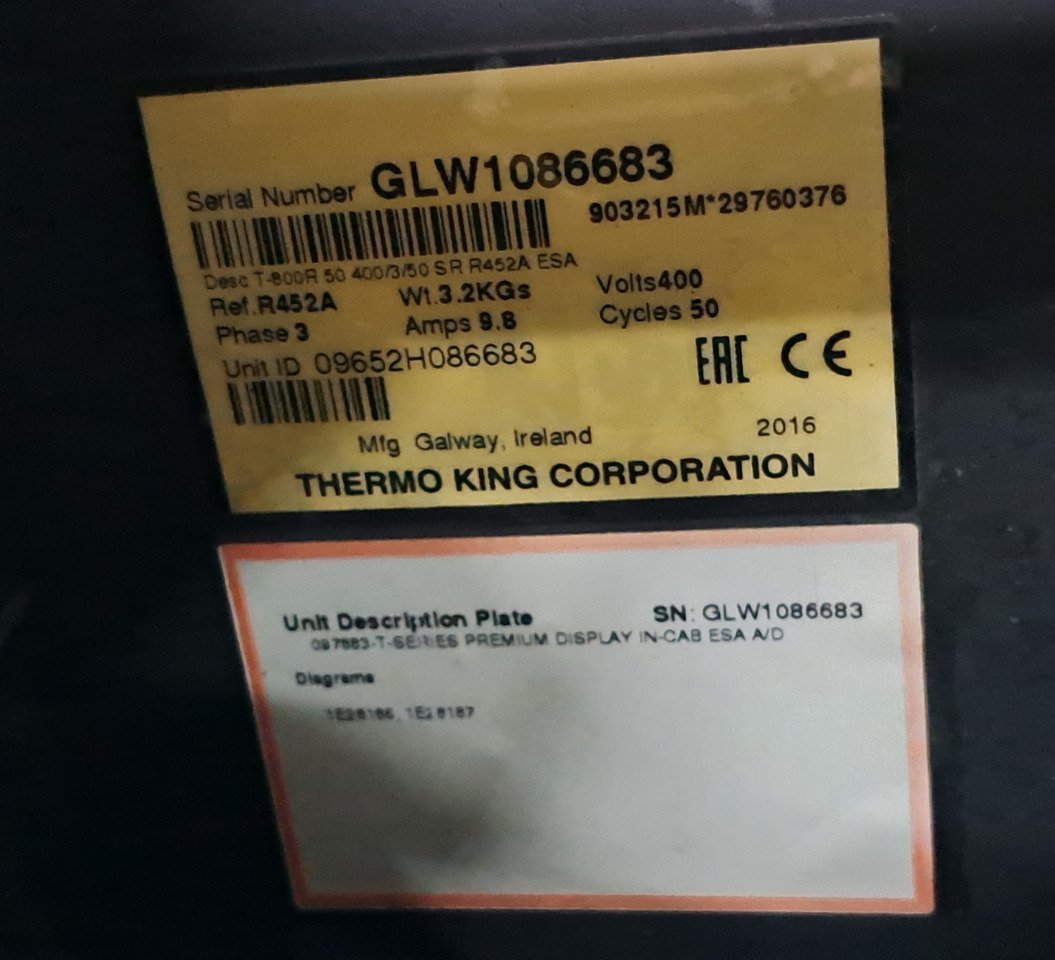 Serial Number GLW1086683
903215M*29760376
Desc T-800R 50 400/3/50 SR R452A ESA
Ref.R452A Wt.3.2KGs Volts400
Phase 3 Amps 9.8 Cycles 50
Unit ID 09652H086683
EAC CE
Mfg Galway, Ireland 2016
THERMO KING CORPORATION
Unit Description Plate SN: GLW1086683
T-SERIES PREMIUM DISPLAY IN-CAB ESA A/D
Diagrams